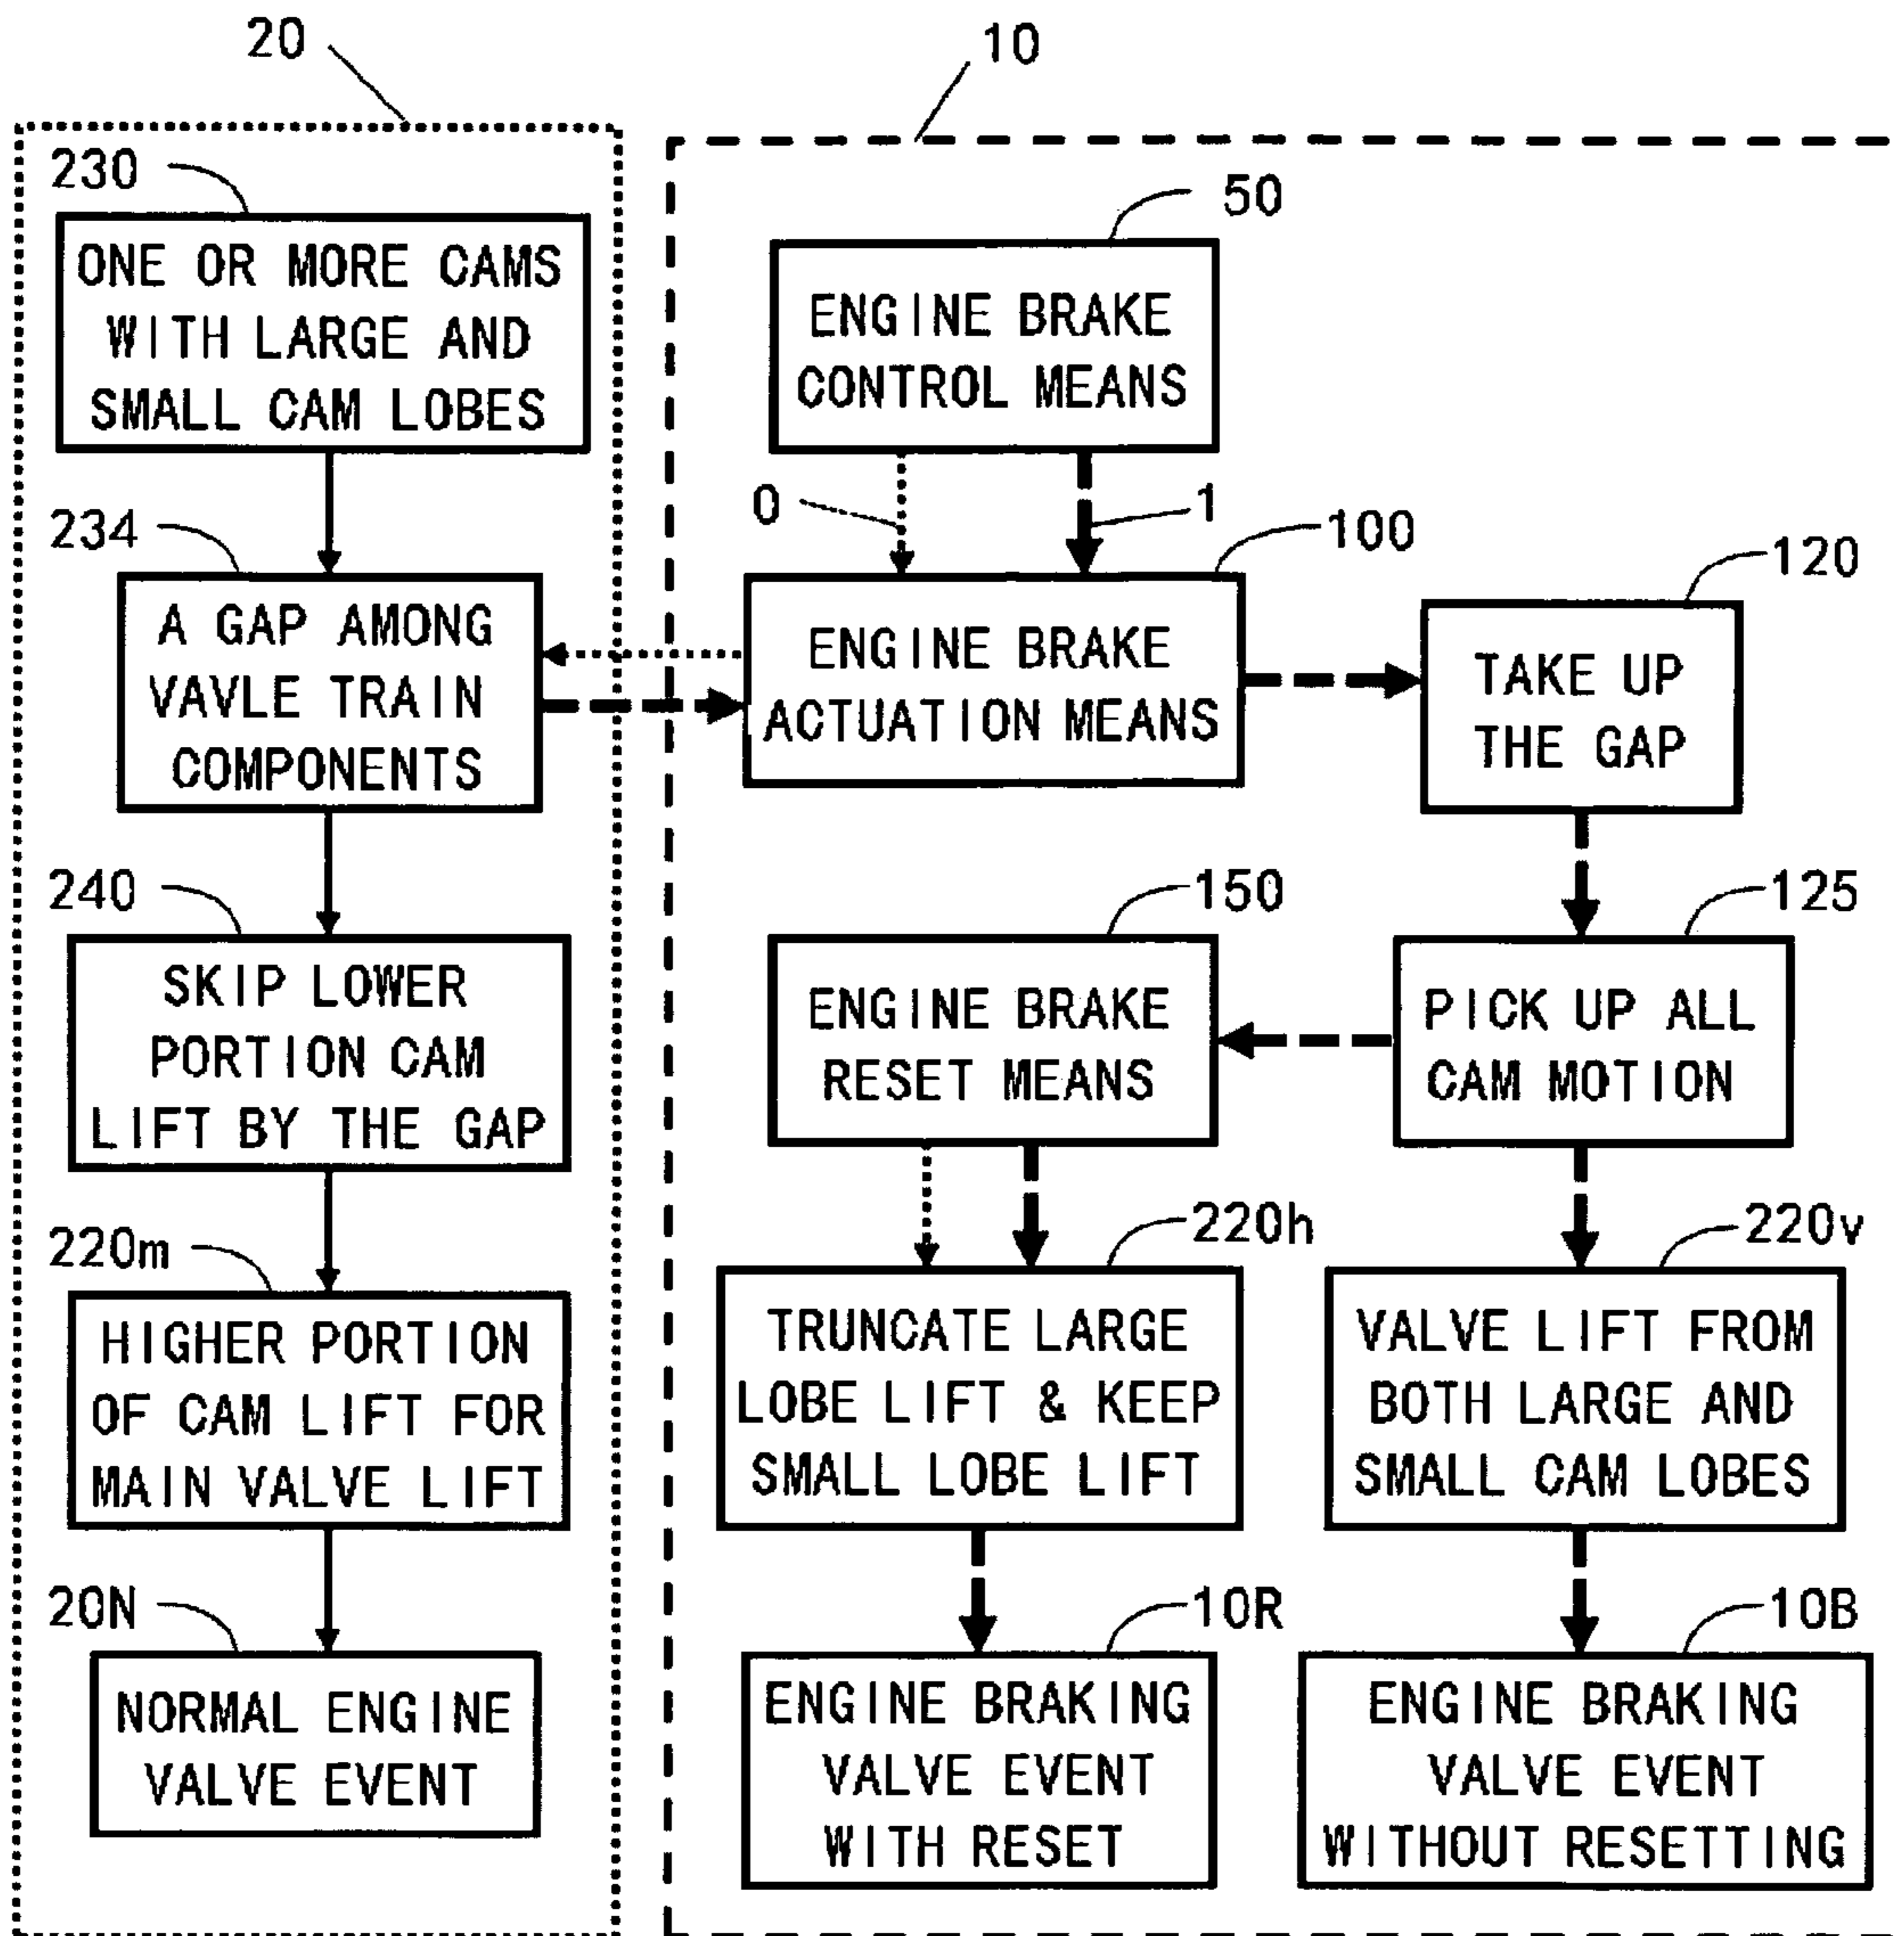 20
10
230
ONE OR MORE CAMS
WITH LARGE AND
SMALL CAM LOBES
50
ENGINE BRAKE
CONTROL MEANS
0
1
234
A GAP AMONG
VAVLE TRAIN
COMPONENTS
100
ENGINE BRAKE
ACTUATION MEANS
120
TAKE UP
THE GAP
240
SKIP LOWER
PORTION CAM
LIFT BY THE GAP
150
ENGINE BRAKE
RESET MEANS
125
PICK UP ALL
CAM MOTION
220m
HIGHER PORTION
OF CAM LIFT FOR
MAIN VALVE LIFT
220h
TRUNCATE LARGE
LOBE LIFT & KEEP
SMALL LOBE LIFT
220v
VALVE LIFT FROM
BOTH LARGE AND
SMALL CAM LOBES
20N
NORMAL ENGINE
VALVE EVENT
10R
ENGINE BRAKING
VALVE EVENT
WITH RESET
10B
ENGINE BRAKING
VALVE EVENT
WITHOUT RESETTING